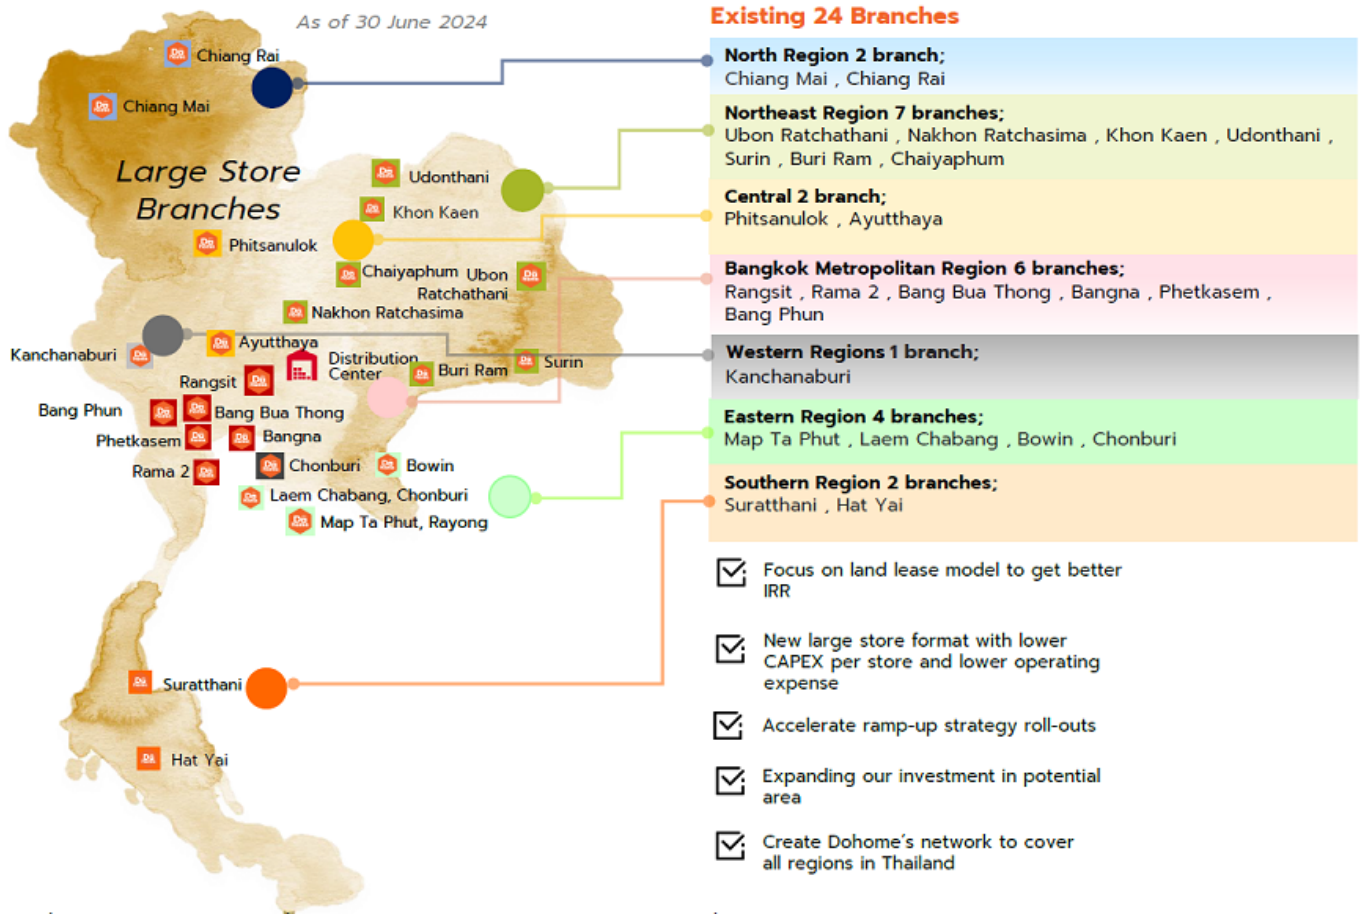 As of 30 June 2024
Existing 24 Branches
Chiang Rai
Chiang Mai
Large Store
Branches
Udonthani
Khon Kaen
Phitsanulok
Chaiyaphum
Ubon
Ratchathani
Nakhon Ratchasima
Kanchanaburi
Ayutthaya
Distribution
Center
Buri Ram
Surin
Rangsit
Bang Phun
Bang Bua Thong
Phetkasem
Bangna
Rama 2
Chonburi
Bowin
Laem Chabang, Chonburi
Map Ta Phut, Rayong
Suratthani
Hat Yai
North Region 2 branch;
Chiang Mai , Chiang Rai
Northeast Region 7 branches;
Ubon Ratchathani , Nakhon Ratchasima , Khon Kaen , Udonthani ,
Surin , Buri Ram , Chaiyaphum
Central 2 branch;
Phitsanulok , Ayutthaya
Bangkok Metropolitan Region 6 branches;
Rangsit , Rama 2 , Bang Bua Thong , Bangna , Phetkasem ,
Bang Phun
Western Regions 1 branch;
Kanchanaburi
Eastern Region 4 branches;
Map Ta Phut , Laem Chabang , Bowin , Chonburi
Southern Region 2 branches;
Suratthani , Hat Yai
Focus on land lease model to get better
IRR
New large store format with lower
CAPEX per store and lower operating
expense
Accelerate ramp-up strategy roll-outs
Expanding our investment in potential
area
Create Dohome's network to cover
all regions in Thailand